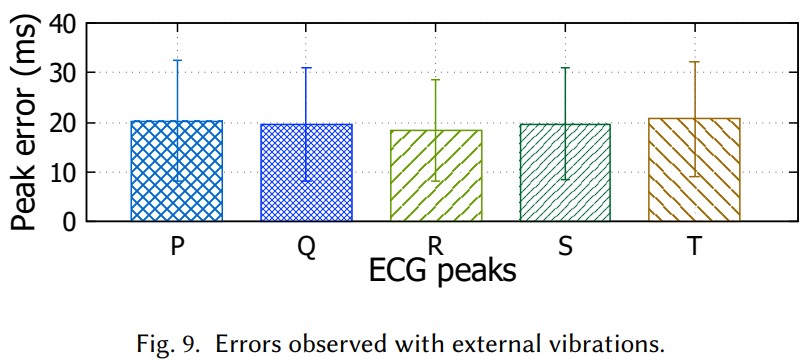 40
30
20
10
0
Peak error (ms)
P Q R S T
ECG peaks
Fig. 9. Errors observed with external vibrations.